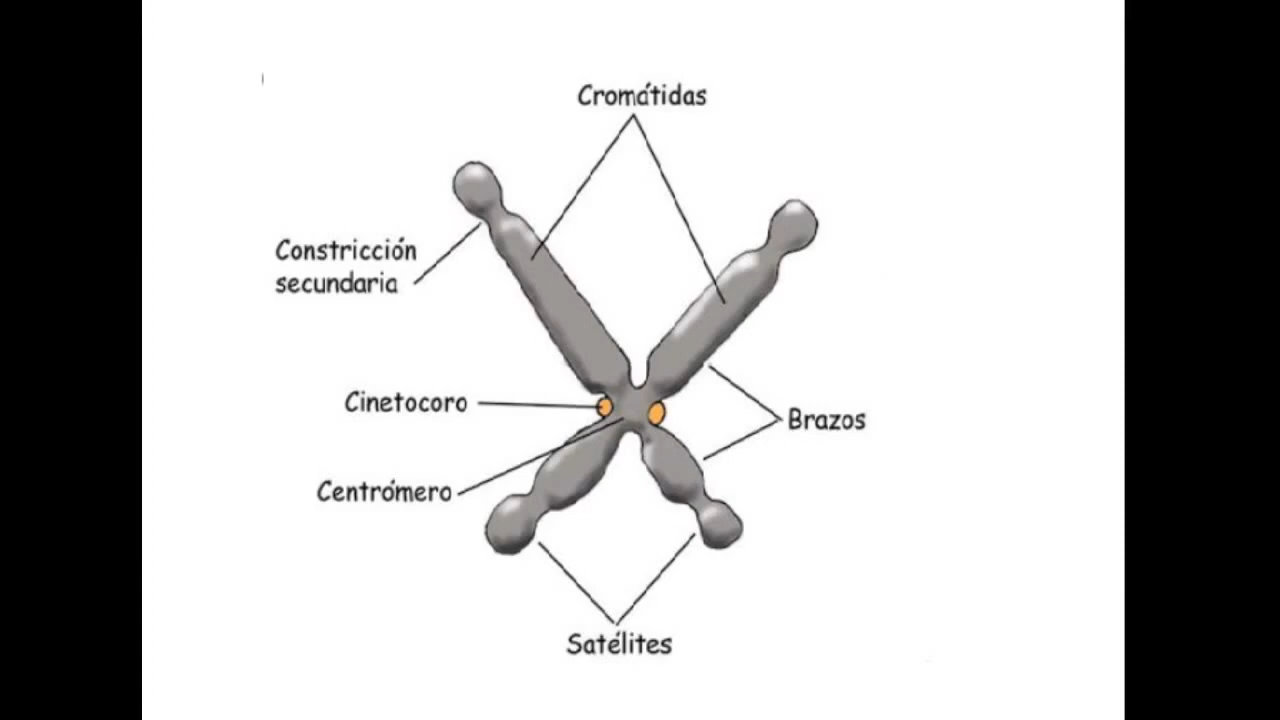 Cromátidas
Constricción
secundaria
Cinetocoro
Brazos
Centrómero
Satélites